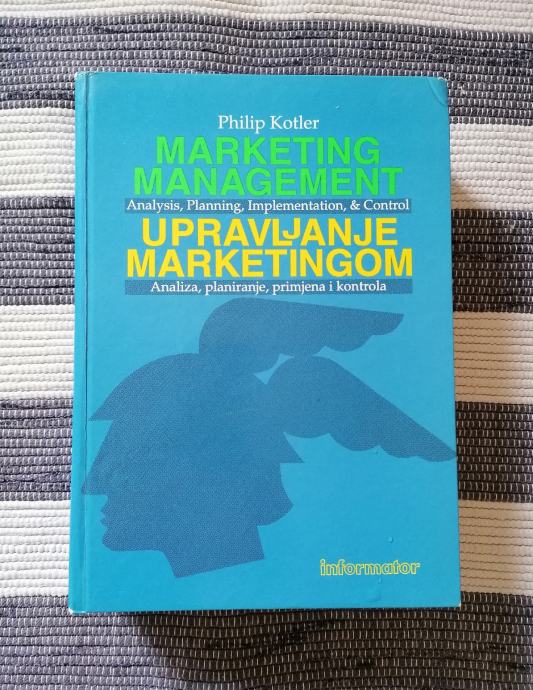 Philip Kotler
MARKETING
MANAGEMENT
Analysis, Planning, Implementation, & Control
UPRAVLJANJE
MARKETINGOM
Analiza, planiranje, primjena i kontrola
informator